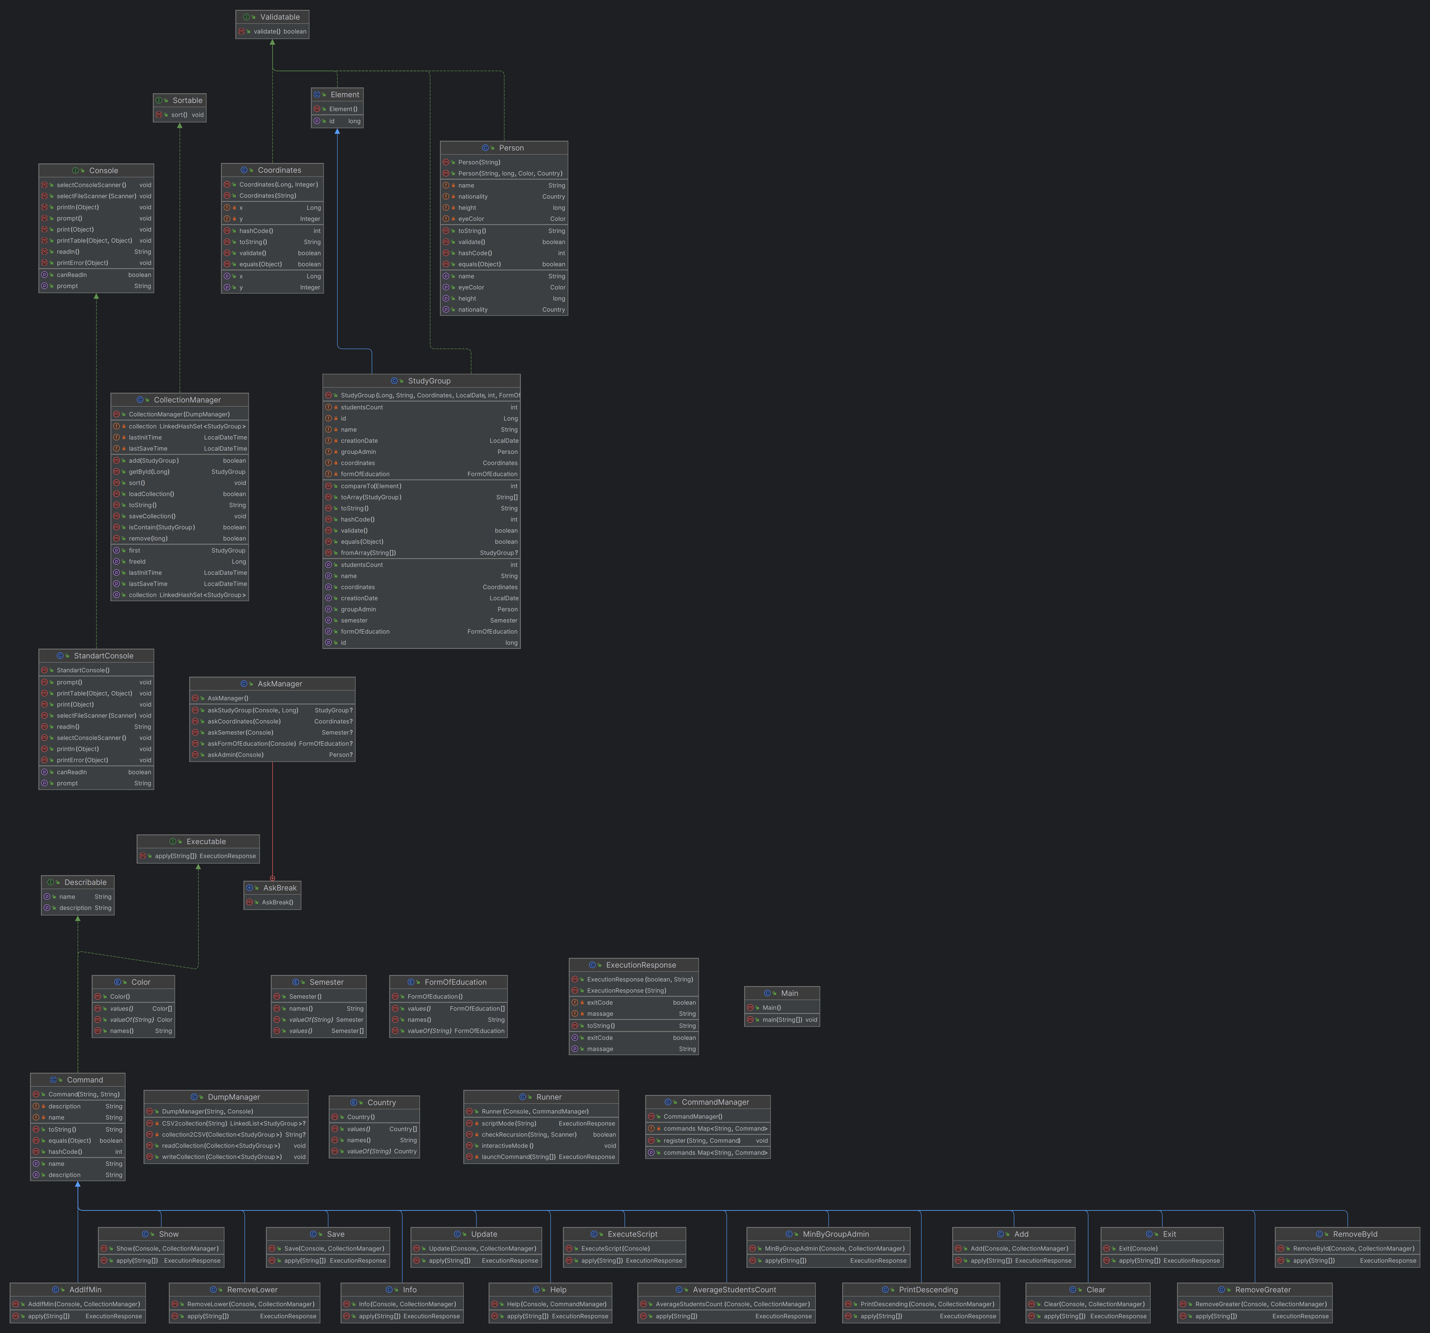 Validatable
validate() boolean
Sortable
sort() void
Element
Element()
id long
Console
selectConsoleScanner() void
selectFileScanner(Scanner) void
println(Object) void
prompt() void
print(Object) void
printTable(Object, Object) void
readln() String
printError(Object) void
canReadln boolean
prompt String
Coordinates
Coordinates(Long, Integer)
Coordinates(String)
x Long
y Integer
hashCode() int
toString() String
validate() boolean
equals(Object) boolean
x Long
y Integer
Person
Person(String)
Person(String, long, Color, Country)
name String
nationality Country
height long
eyeColor Color
toString() String
validate() boolean
hashCode() int
equals(Object) boolean
name String
eyeColor Color
height long
nationality Country
CollectionManager
CollectionManager(DumpManager)
collection LinkedHashSet<StudyGroup>
lastInitTime LocalDateTime
lastSaveTime LocalDateTime
add(StudyGroup) boolean
getById(Long) StudyGroup
sort() void
loadCollection() boolean
toString() String
saveCollection() void
isContain(StudyGroup) boolean
remove(long) boolean
first StudyGroup
freeId Long
lastInitTime LocalDateTime
lastSaveTime LocalDateTime
collection LinkedHashSet<StudyGroup>
StudyGroup
StudyGroup(Long, String, Coordinates, LocalDate, int, FormOf
studentsCount int
id Long
name String
creationDate LocalDate
groupAdmin Person
coordinates Coordinates
formOfEducation FormOfEducation
compareTo(Element) int
toArray(StudyGroup) String[]
toString() String
hashCode() int
validate() boolean
equals(Object) boolean
fromArray(String[]) StudyGroup?
studentsCount int
name String
coordinates Coordinates
creationDate LocalDate
groupAdmin Person
semester Semester
formOfEducation FormOfEducation
id long
StandartConsole
StandartConsole()
prompt() void
printTable(Object, Object) void
print(Object) void
selectFileScanner(Scanner) void
readln() String
selectConsoleScanner() void
println(Object) void
printError(Object) void
canReadln boolean
prompt String
AskManager
AskManager()
askStudyGroup(Console, Long) StudyGroup?
askCoordinates(Console) Coordinates?
askSemester(Console) Semester?
askFormOfEducation(Console) FormOfEducation?
askAdmin(Console) Person?
Executable
apply(String[]) ExecutionResponse
Describable
name String
description String
AskBreak
AskBreak()
Color
Color()
values() Color[]
valueOf(String) Color
names() String
Semester
Semester()
names() String
valueOf(String) Semester
values() Semester[]
FormOfEducation
FormOfEducation()
values() FormOfEducation[]
names() String
valueOf(String) FormOfEducation
ExecutionResponse
ExecutionResponse(boolean, String)
ExecutionResponse(String)
exitCode boolean
massage String
toString() String
exitCode boolean
massage String
Main
Main()
main(String[]) void
Command
Command(String, String)
description String
name String
toString() String
equals(Object) boolean
hashCode() int
name String
description String
DumpManager
DumpManager(String, Console)
CSV2collection(String) LinkedList<StudyGroup>?
collection2CSV(Collection<StudyGroup>) String?
readCollection(Collection<StudyGroup>) void
writeCollection(Collection<StudyGroup>) void
Country
Country()
values() Country[]
names() String
valueOf(String) Country
Runner
Runner(Console, CommandManager)
scriptMode(String) ExecutionResponse
checkRecursion(String, Scanner) boolean
interactiveMode() void
launchCommand(String[]) ExecutionResponse
CommandManager
CommandManager()
commands Map<String, Command>
register(String, Command) void
commands Map<String, Command>
Show
Show(Console, CollectionManager)
apply(String[]) ExecutionResponse
Save
Save(Console, CollectionManager)
apply(String[]) ExecutionResponse
Update
Update(Console, CollectionManager)
apply(String[]) ExecutionResponse
ExecuteScript
ExecuteScript(Console)
apply(String[]) ExecutionResponse
MinByGroupAdmin
MinByGroupAdmin(Console, CollectionManager)
apply(String[]) ExecutionResponse
Add
Add(Console, CollectionManager)
apply(String[]) ExecutionResponse
Exit
Exit(Console)
apply(String[]) ExecutionResponse
RemoveById
RemoveById(Console, CollectionManager)
apply(String[]) ExecutionResponse
AddIfMin
AddIfMin(Console, CollectionManager)
apply(String[]) ExecutionResponse
RemoveLower
RemoveLower(Console, CollectionManager)
apply(String[]) ExecutionResponse
Info
Info(Console, CollectionManager)
apply(String[]) ExecutionResponse
Help
Help(Console, CommandManager)
apply(String[]) ExecutionResponse
AverageStudentsCount
AverageStudentsCount(Console, CollectionManager)
apply(String[]) ExecutionResponse
PrintDescending
PrintDescending(Console, CollectionManager)
apply(String[]) ExecutionResponse
Clear
Clear(Console, CollectionManager)
apply(String[]) ExecutionResponse
RemoveGreater
RemoveGreater(Console, CollectionManager)
apply(String[]) ExecutionResponse